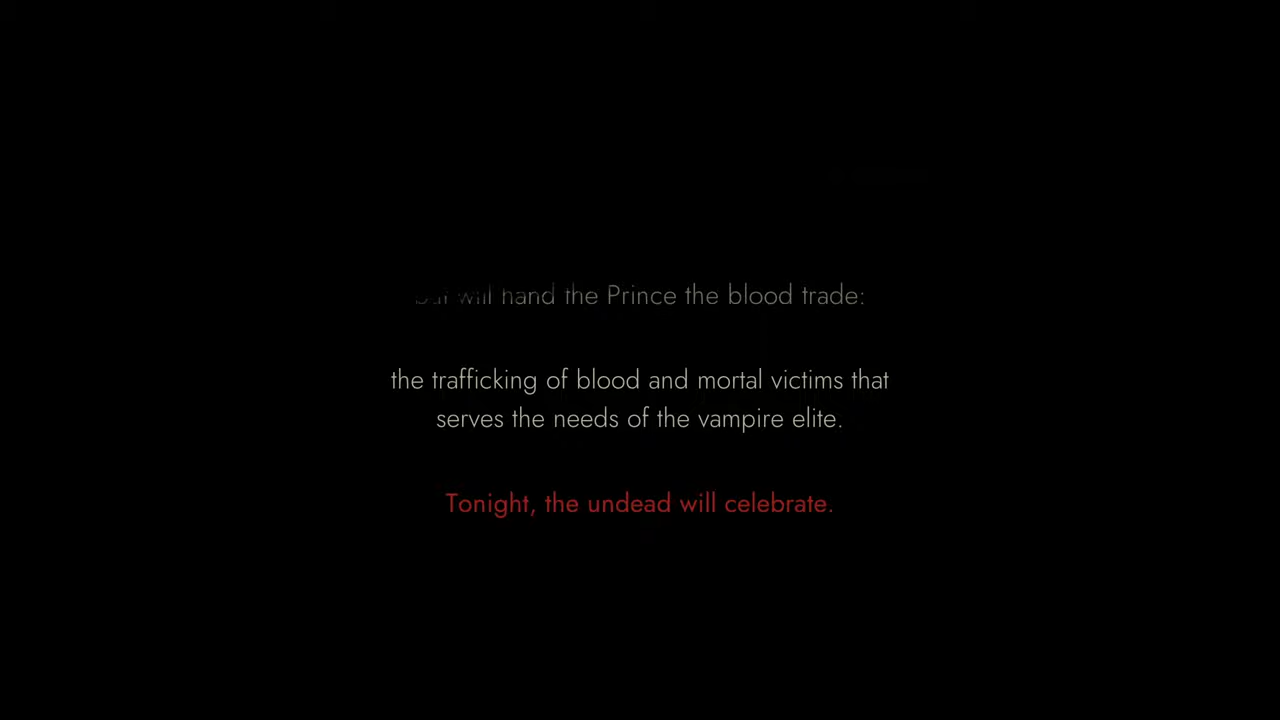 but will hand the Prince the blood trade:
the trafficking of blood and mortal victims that
serves the needs of the vampire elite.
Tonight, the undead will celebrate.